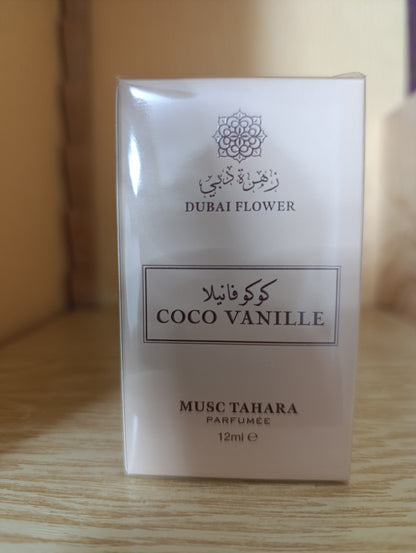 زهرة دبي
DUBAI FLOWER
كوكو فانيلا
COCO VANILLE
MUSC TAHARA
PARFUMÉE
12ml ℮